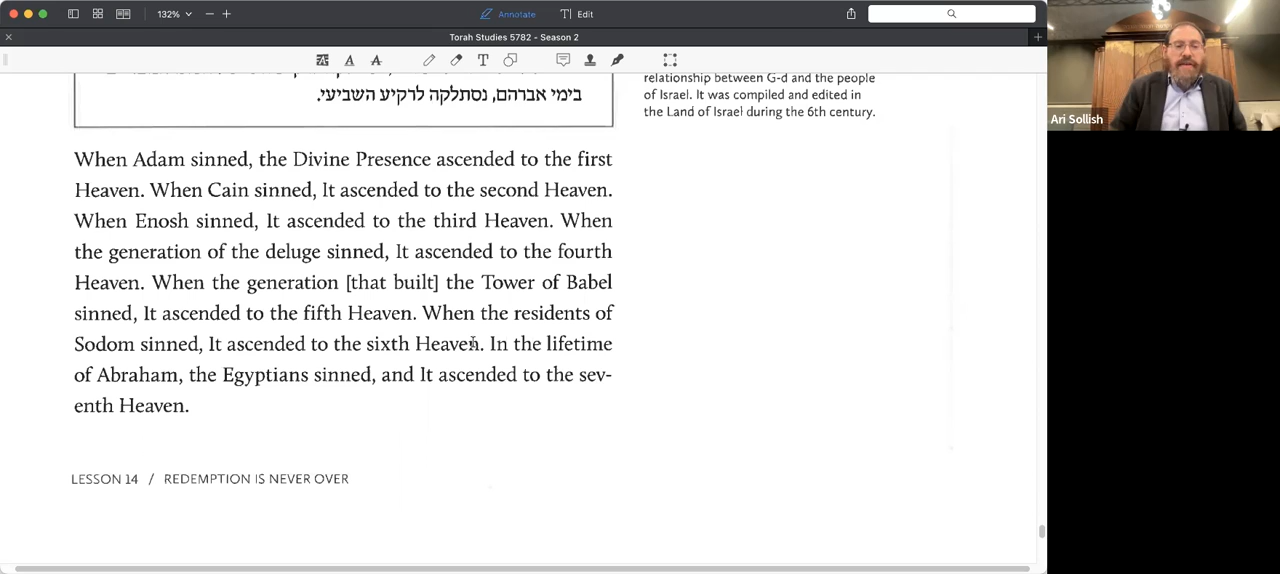 132%
Annotate
Edit
Torah Studies 5782 - Season 2
בימי אברהם, נסתלקה לרקיע השביעי.
relationship between G-d and the people
of Israel. It was compiled and edited in
the Land of Israel during the 6th century.
When Adam sinned, the Divine Presence ascended to the first
Heaven. When Cain sinned, It ascended to the second Heaven.
When Enosh sinned, It ascended to the third Heaven. When
the generation of the deluge sinned, It ascended to the fourth
Heaven. When the generation [that built] the Tower of Babel
sinned, It ascended to the fifth Heaven. When the residents of
Sodom sinned, It ascended to the sixth Heaven. In the lifetime
of Abraham, the Egyptians sinned, and It ascended to the sev-
enth Heaven.
LESSON 14 / REDEMPTION IS NEVER OVER
Ari Sollish